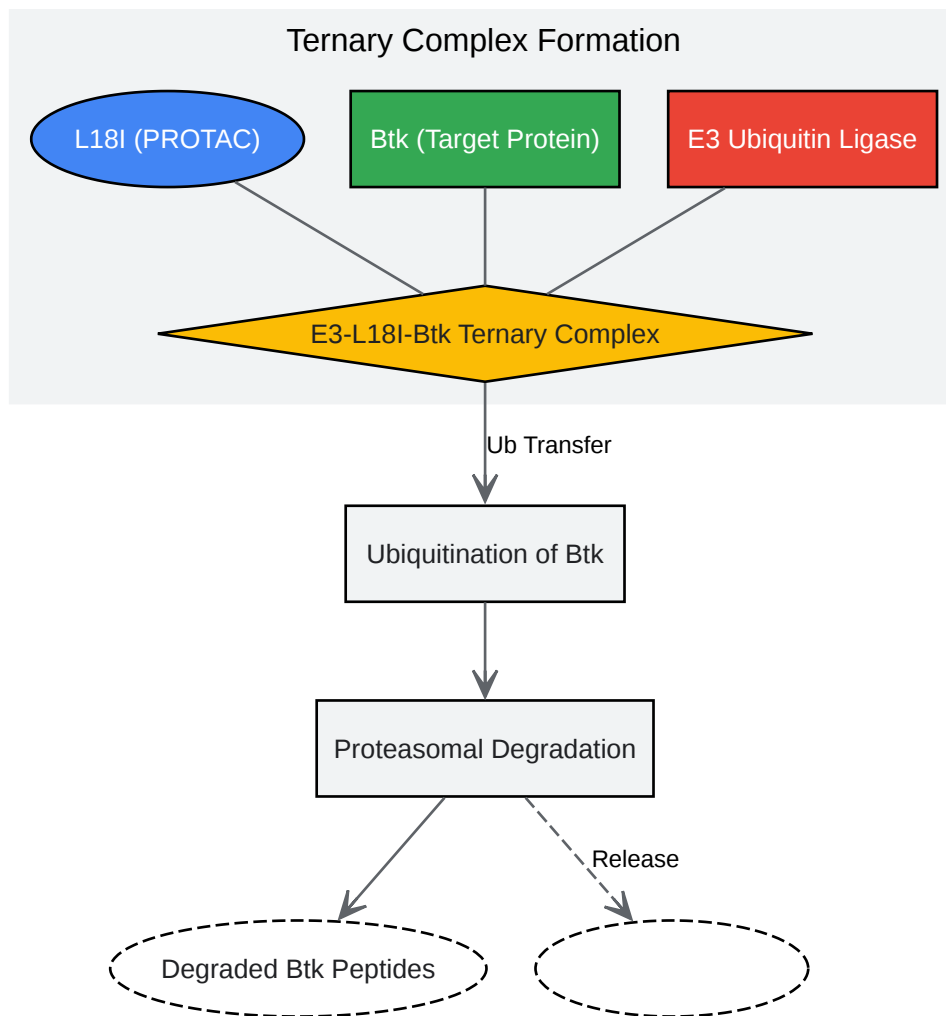 Ternary Complex Formation
L18I (PROTAC)
Btk (Target Protein)
E3 Ubiquitin Ligase
E3-L18I-Btk Ternary Complex
Ub Transfer
Ubiquitination of Btk
Proteasomal Degradation
Release
Degraded Btk Peptides